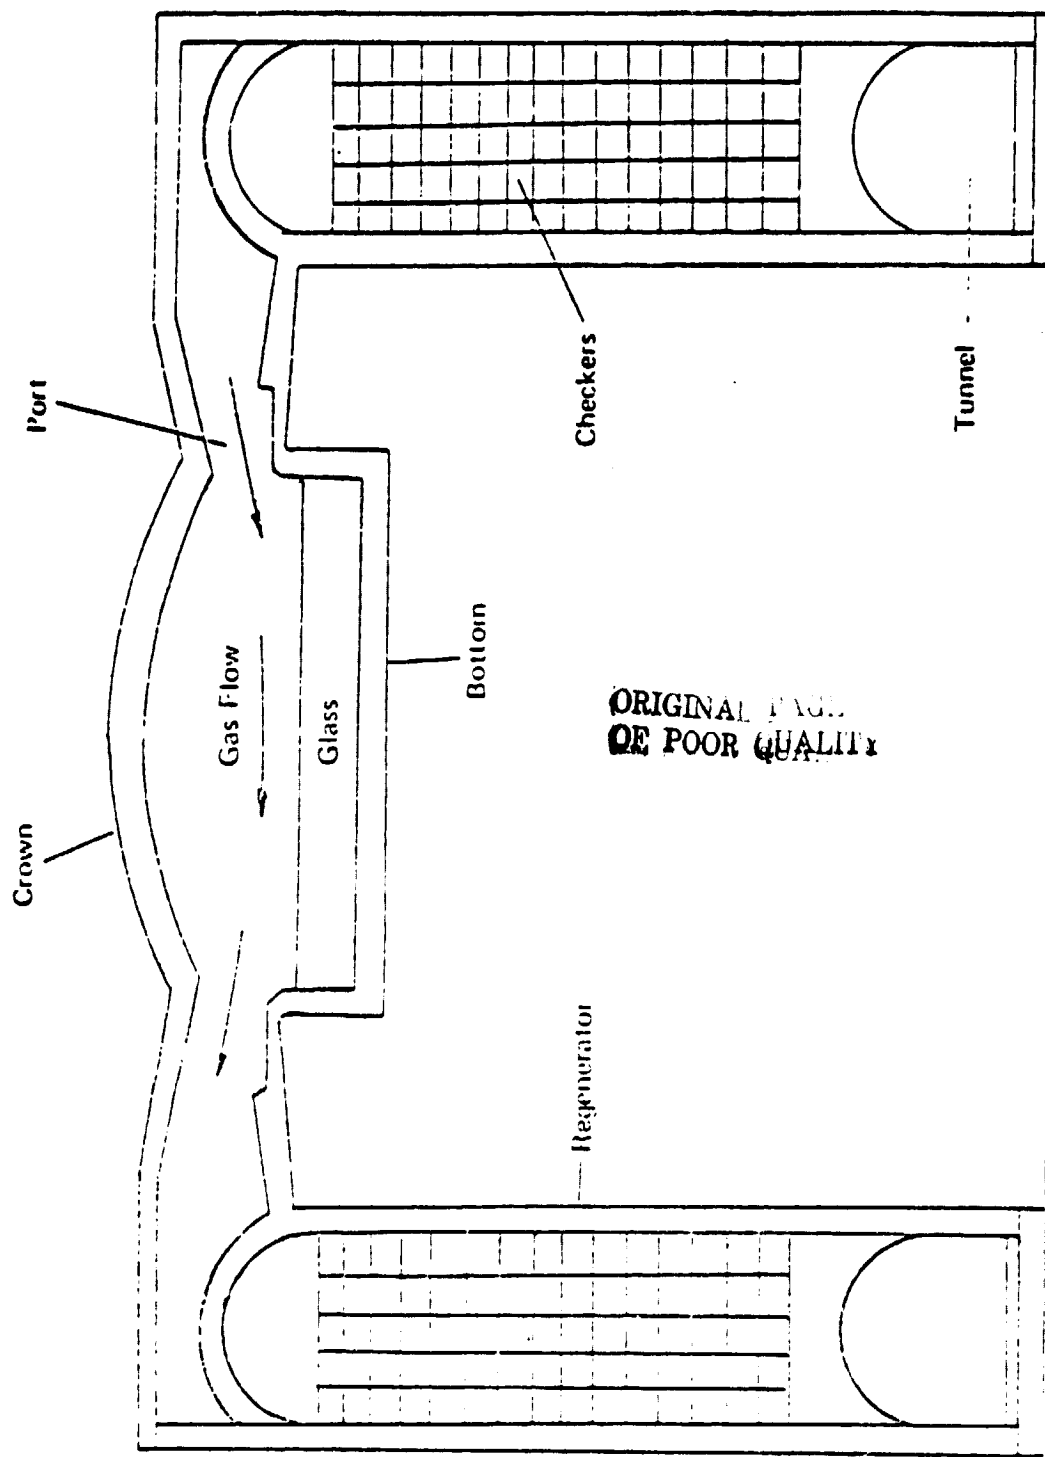 Crown
Port
Gas Flow
Glass
Bottom
Regenerator
Checkers
Tunnel
ORIGINAL
OF POOR QUALITY